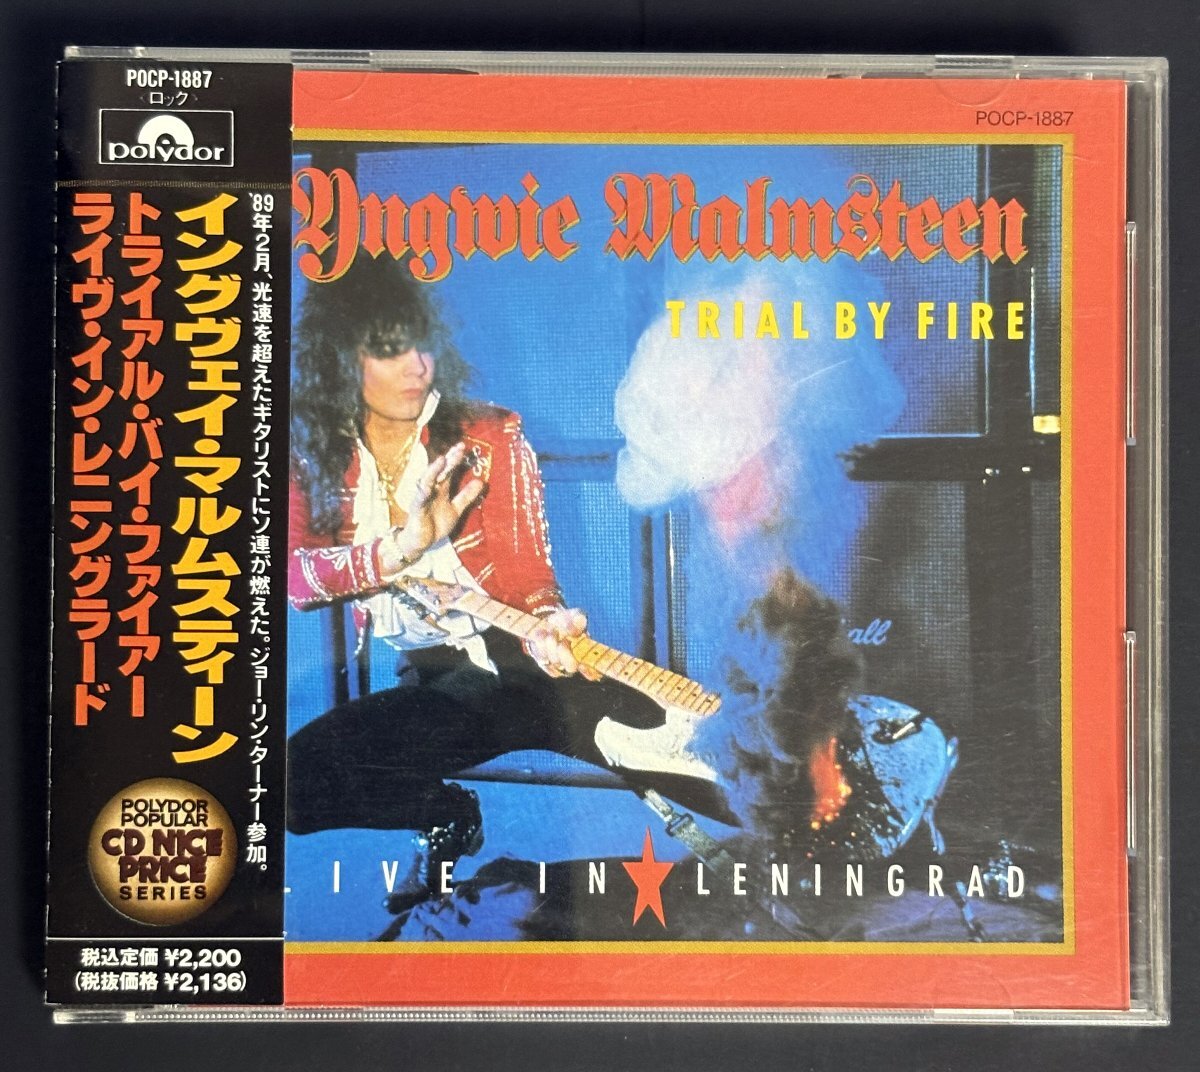 POCP-1887
〈ロック〉
polydor
'89年2月、光速を超えたギタリストにソ連が燃えた。ジョー・リン・ターナー参加。
イングヴェイ・マルムスティーン
トライアル・バイ・ファイアー
ライヴ・イン・レニングラード
POLYDOR
POPULAR
CD NICE
PRICE
SERIES
税込定価 ¥2,200
(税抜価格 ¥2,136)
POCP-1887
Yngwie Malmsteen
TRIAL BY FIRE
all
LIVE IN LENINGRAD